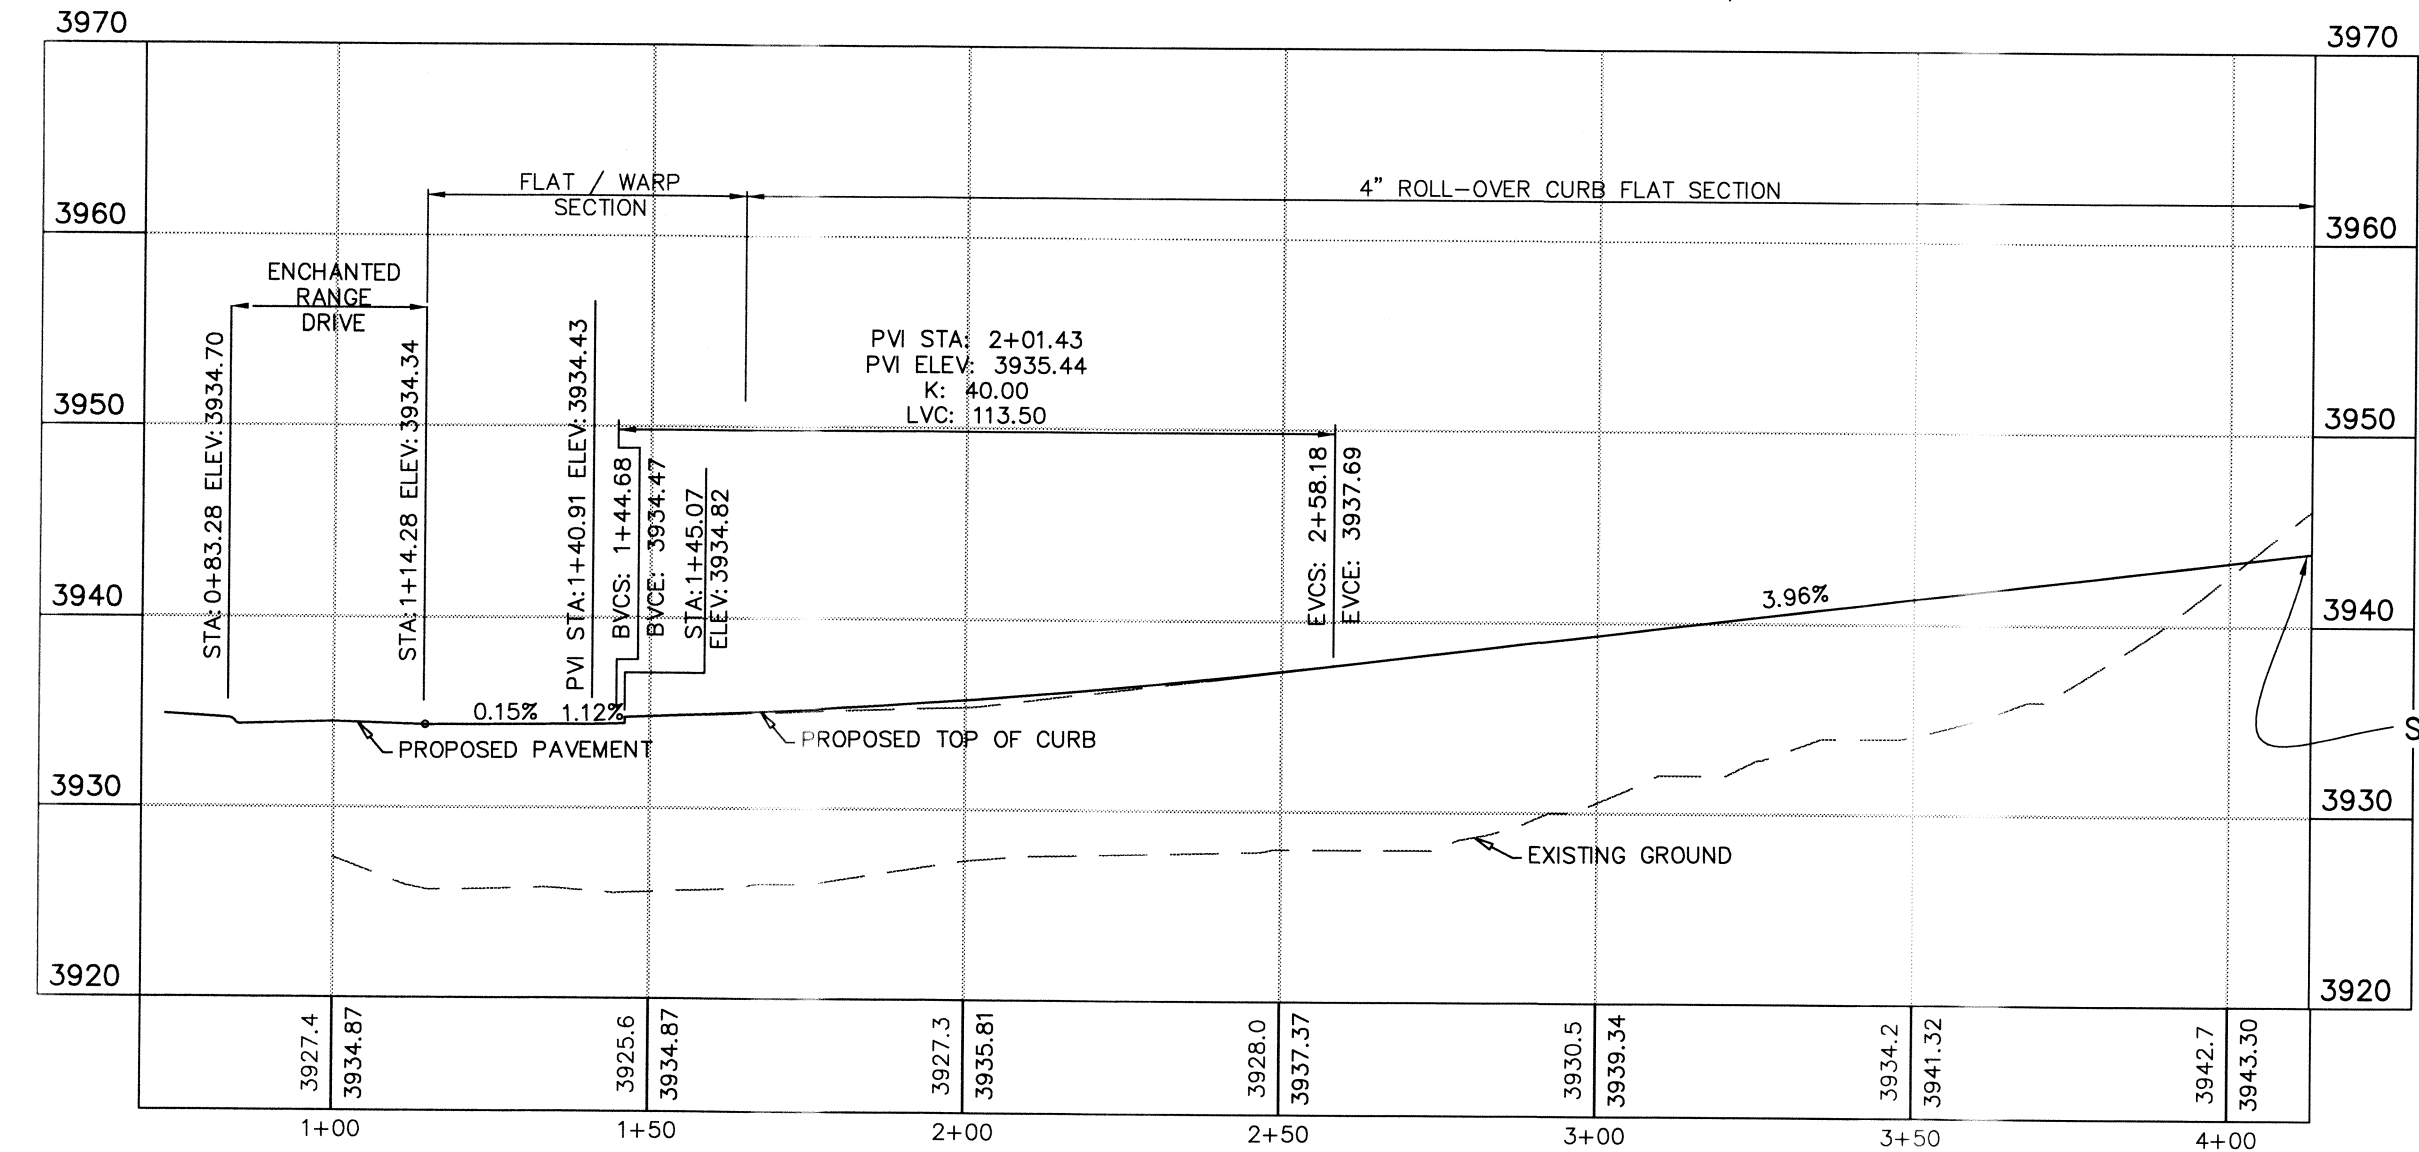 3970
3970
FLAT / WARP
SECTION
4” ROLL-OVER CURB FLAT SECTION
3960
3960
ENCHANTED
RANGE
DRIVE
PVI STA: 2+01.43
PVI ELEV: 3935.44
K: 40.00
LVC: 113.50
3950
3950
STA:0+83.28 ELEV:3934.70
STA:1+14.28 ELEV:3934.34
PVI STA:1+40.91 ELEV:3934.43
BVCS: 1+44.68
BVCE: 3934.47
STA:1+45.07
ELEV:3934.82
EVCS: 2+58.18
EVCE: 3937.69
3940
3940
3.96%
0.15%
1.12%
PROPOSED PAVEMENT
PROPOSED TOP OF CURB
S
3930
3930
EXISTING GROUND
3920
3920
3927.4
3934.87
3925.6
3934.87
3927.3
3935.81
3928.0
3937.37
3930.5
3939.34
3934.2
3941.32
3942.7
3943.30
1+00
1+50
2+00
2+50
3+00
3+50
4+00